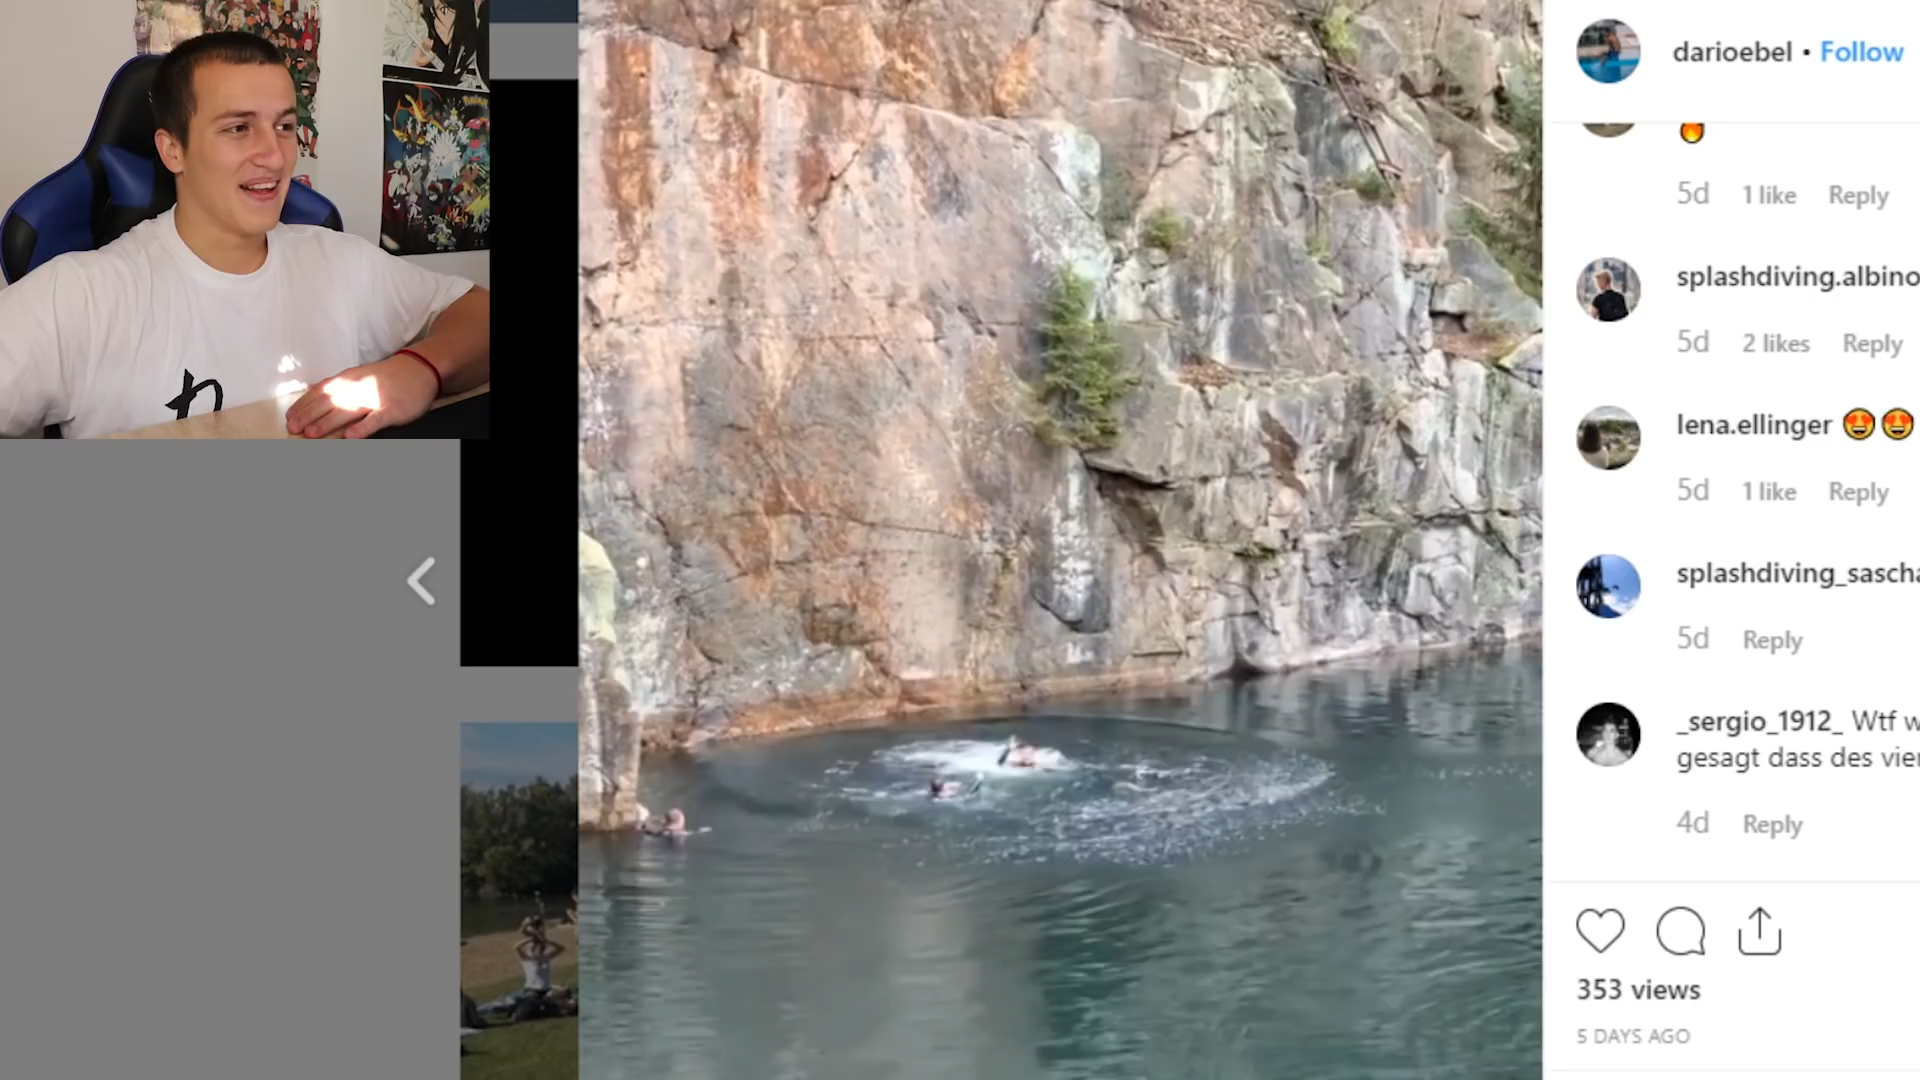 darioebel • Follow
🔥
5d 1 like Reply
splashdiving.albino
5d 2 likes Reply
lena.ellinger 😍😍
5d 1 like Reply
splashdiving_sascha
5d Reply
_sergio_1912_ Wtf w
gesagt dass des vier
4d Reply
353 views
5 DAYS AGO